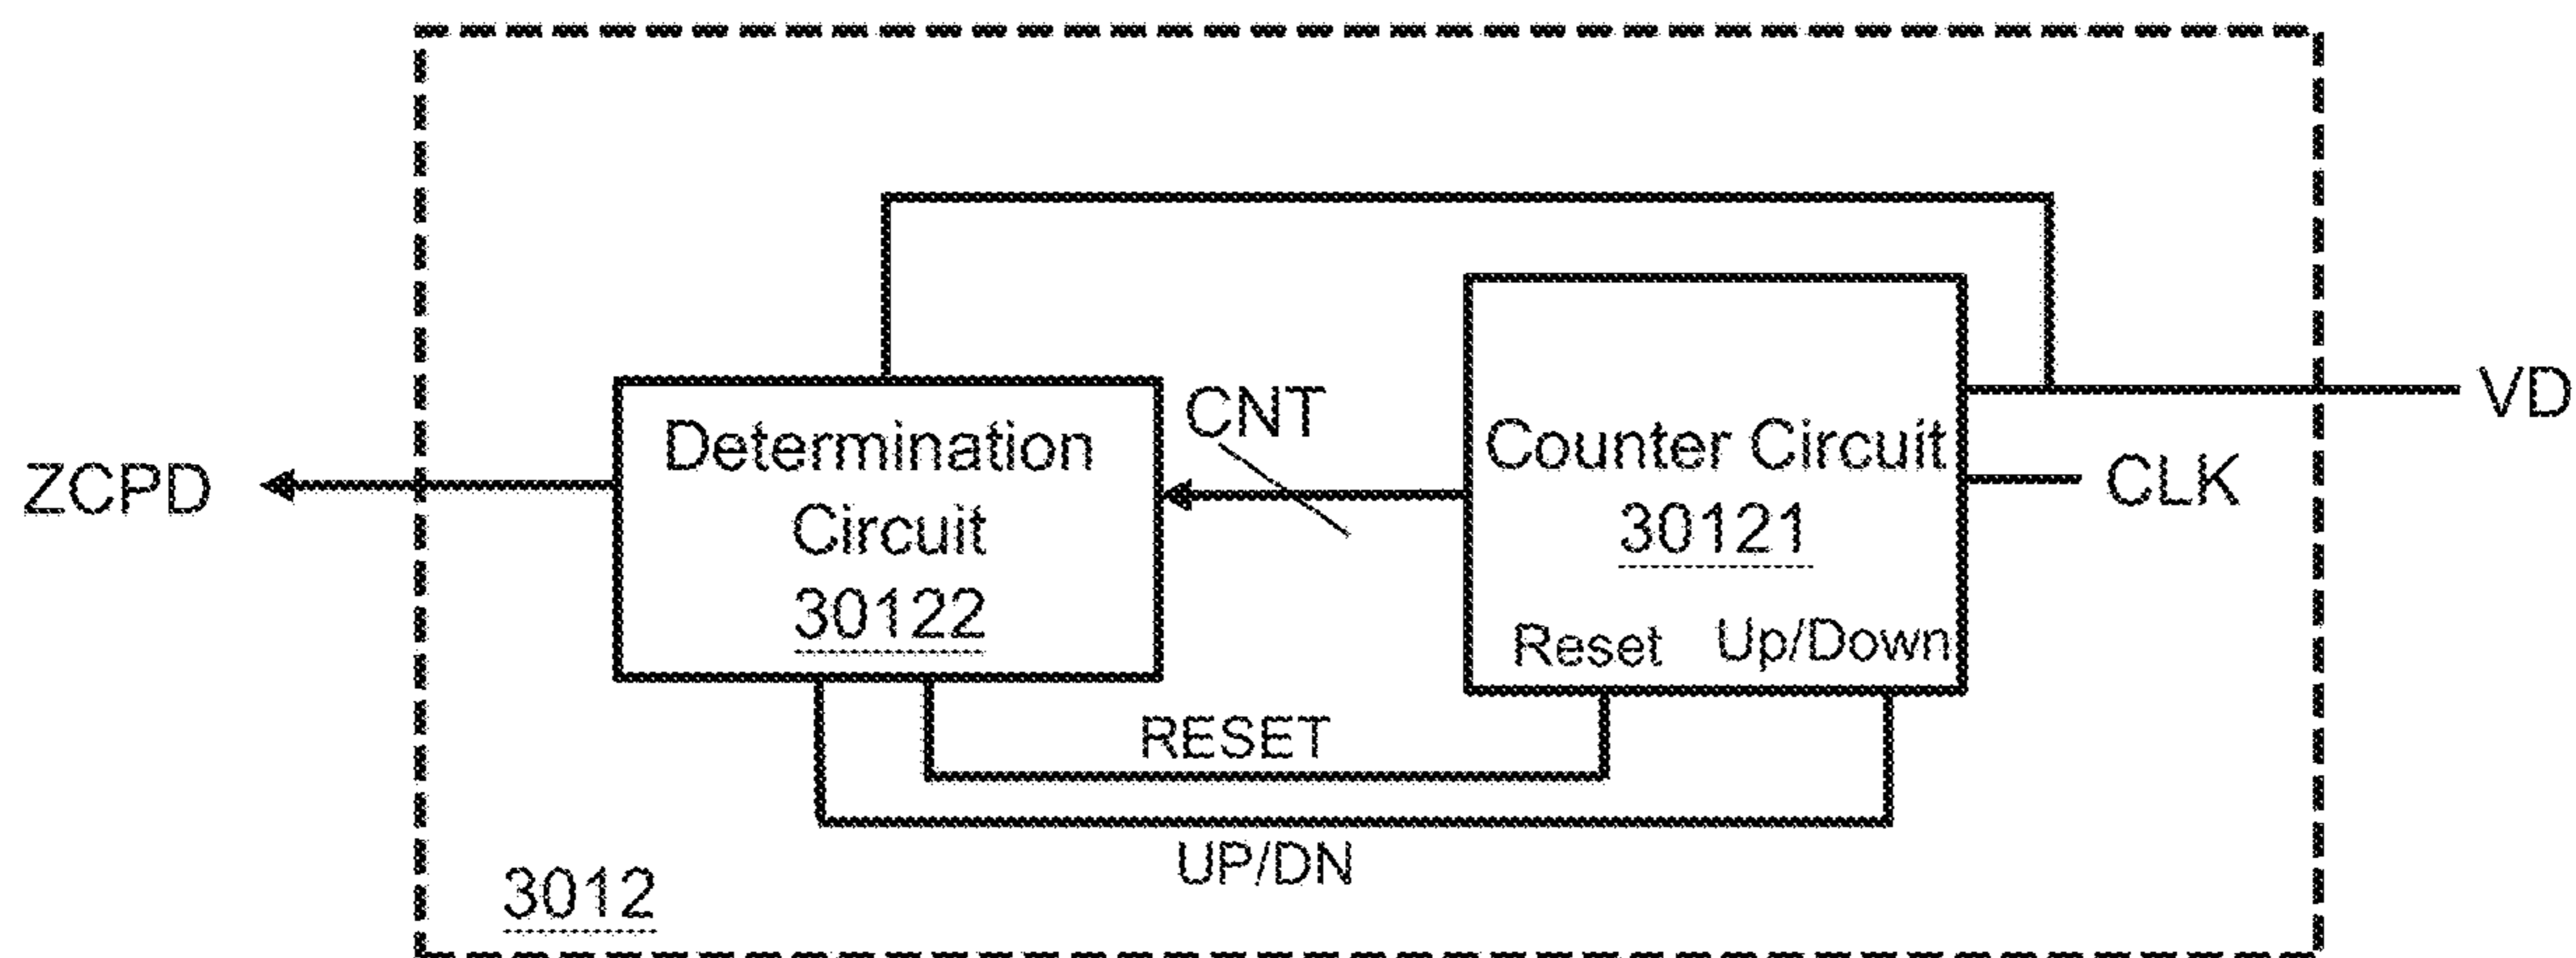 VD
CNT
Determination
Circuit
30122
Counter Circuit
30121
ZCPD
CLK
Reset
Up/Down
RESET
UP/DN
3012